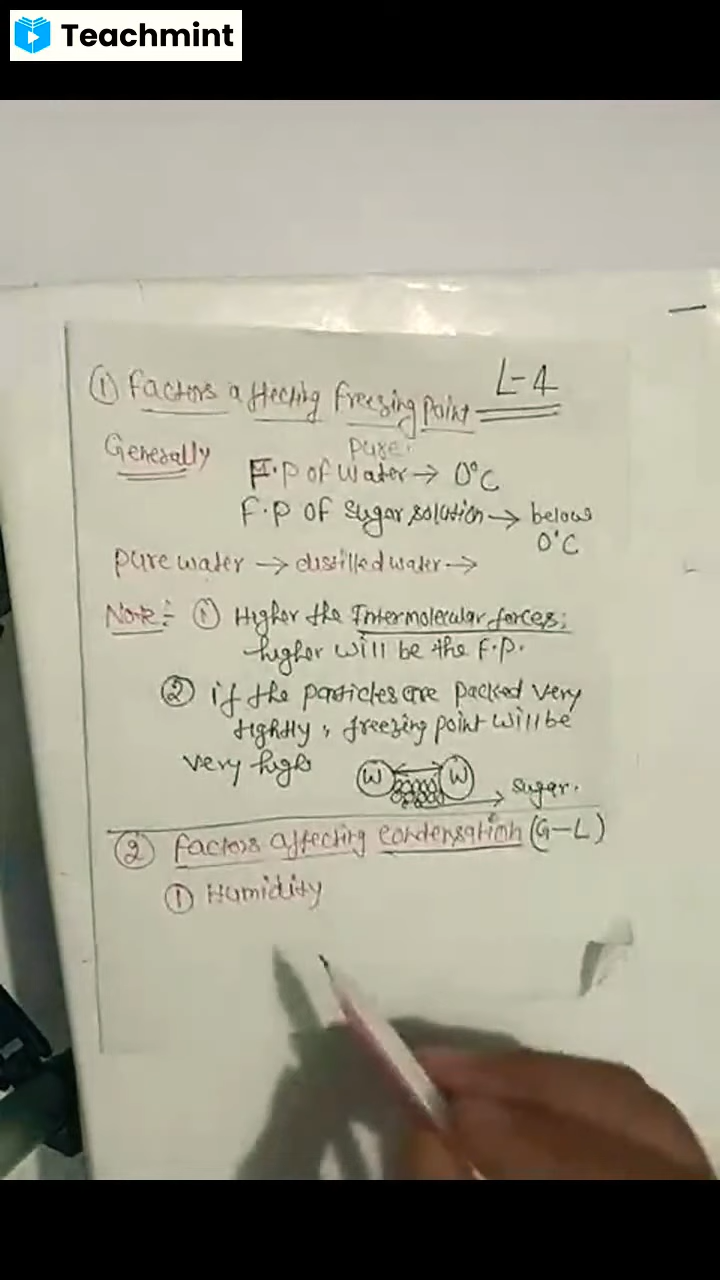 Teachmint
L-4
① Factors affecting Freezing Point
Generally
pure
F.P of Water → 0°C
F.P OF Sugar solution → below
0°C
pure water → distilled water →
Note:- ① Higher the Intermolecular forces;
higher will be the F.P.
② if the particles are packed very
tightly, freezing point will be
very high
W W
Sugar.
② Factors affecting condensation (G-L)
① Humidity